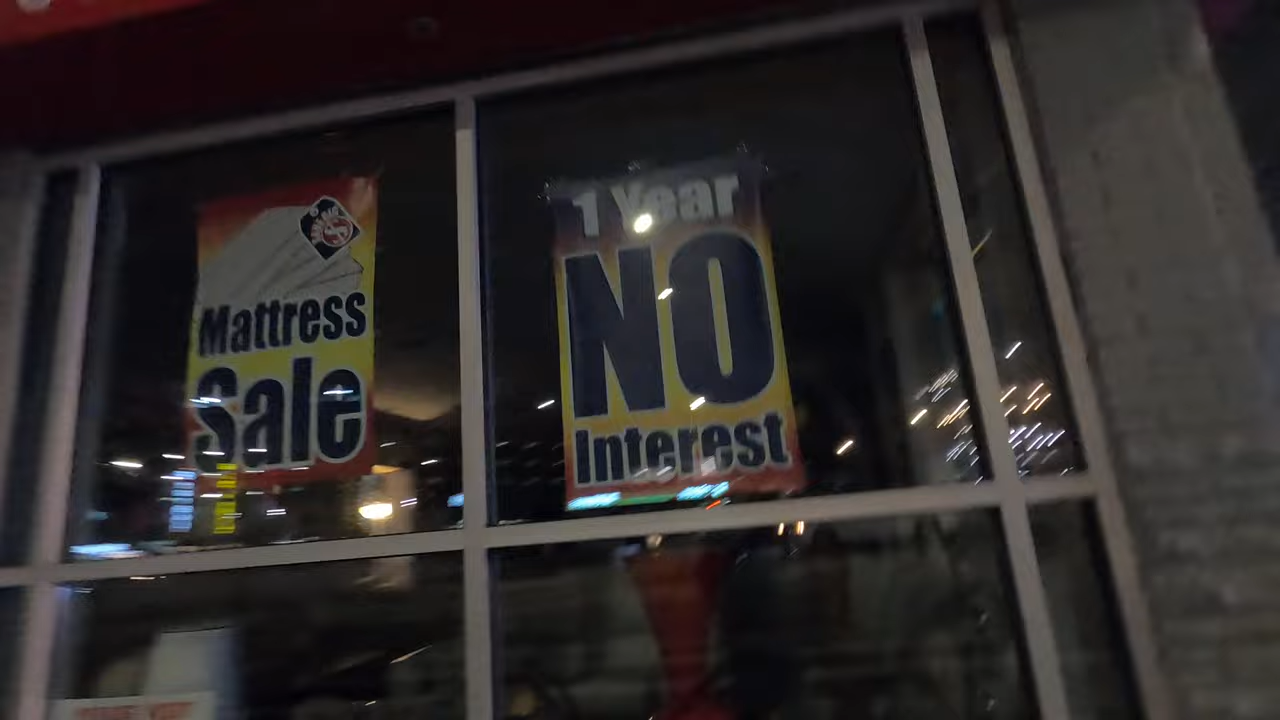 Mattress
Sale
1 Year
NO
Interest